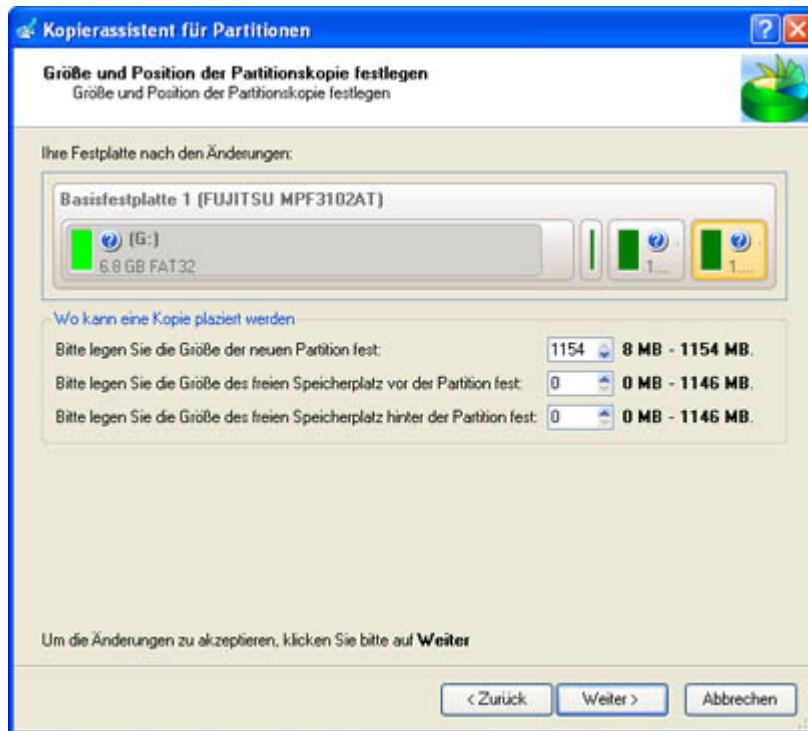 Kopierassistent für Partitionen
Größe und Position der Partitionskopie festlegen
Größe und Position der Partitionskopie festlegen
Ihre Festplatte nach den Änderungen:
Basisfestplatte 1 (FUJITSU MPF3102AT)
(G:)
6.8 GB FAT32
1....
1....
Wo kann eine Kopie plaziert werden
Bitte legen Sie die Größe der neuen Partition fest: 1154 8 MB - 1154 MB.
Bitte legen Sie die Größe des freien Speicherplatz vor der Partition fest: 0 0 MB - 1146 MB.
Bitte legen Sie die Größe des freien Speicherplatz hinter der Partition fest: 0 0 MB - 1146 MB.
Um die Änderungen zu akzeptieren, klicken Sie bitte auf Weiter
< Zurück Weiter > Abbrechen